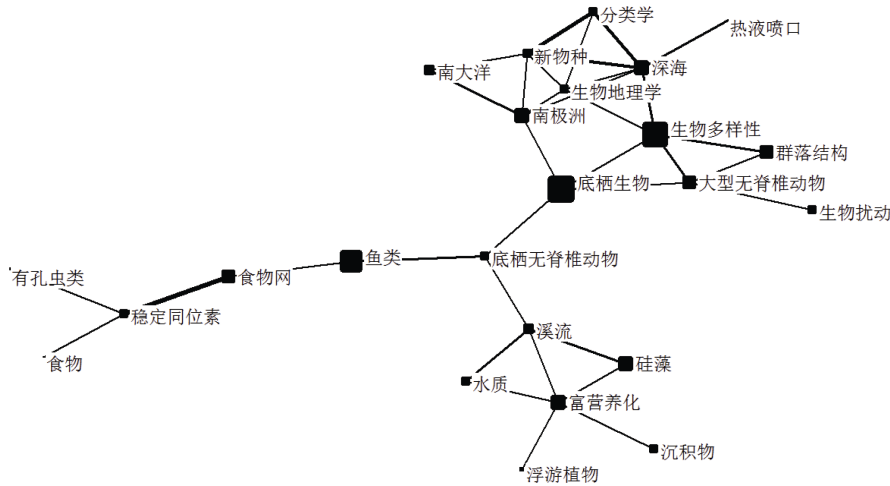 分类学
热液喷口
新物种
南大洋
深海
生物地理学
南极洲
生物多样性
群落结构
底栖生物
大型无脊椎动物
生物扰动
鱼类
底栖无脊椎动物
有孔虫类
食物网
稳定同位素
溪流
食物
硅藻
水质
富营养化
沉积物
浮游植物